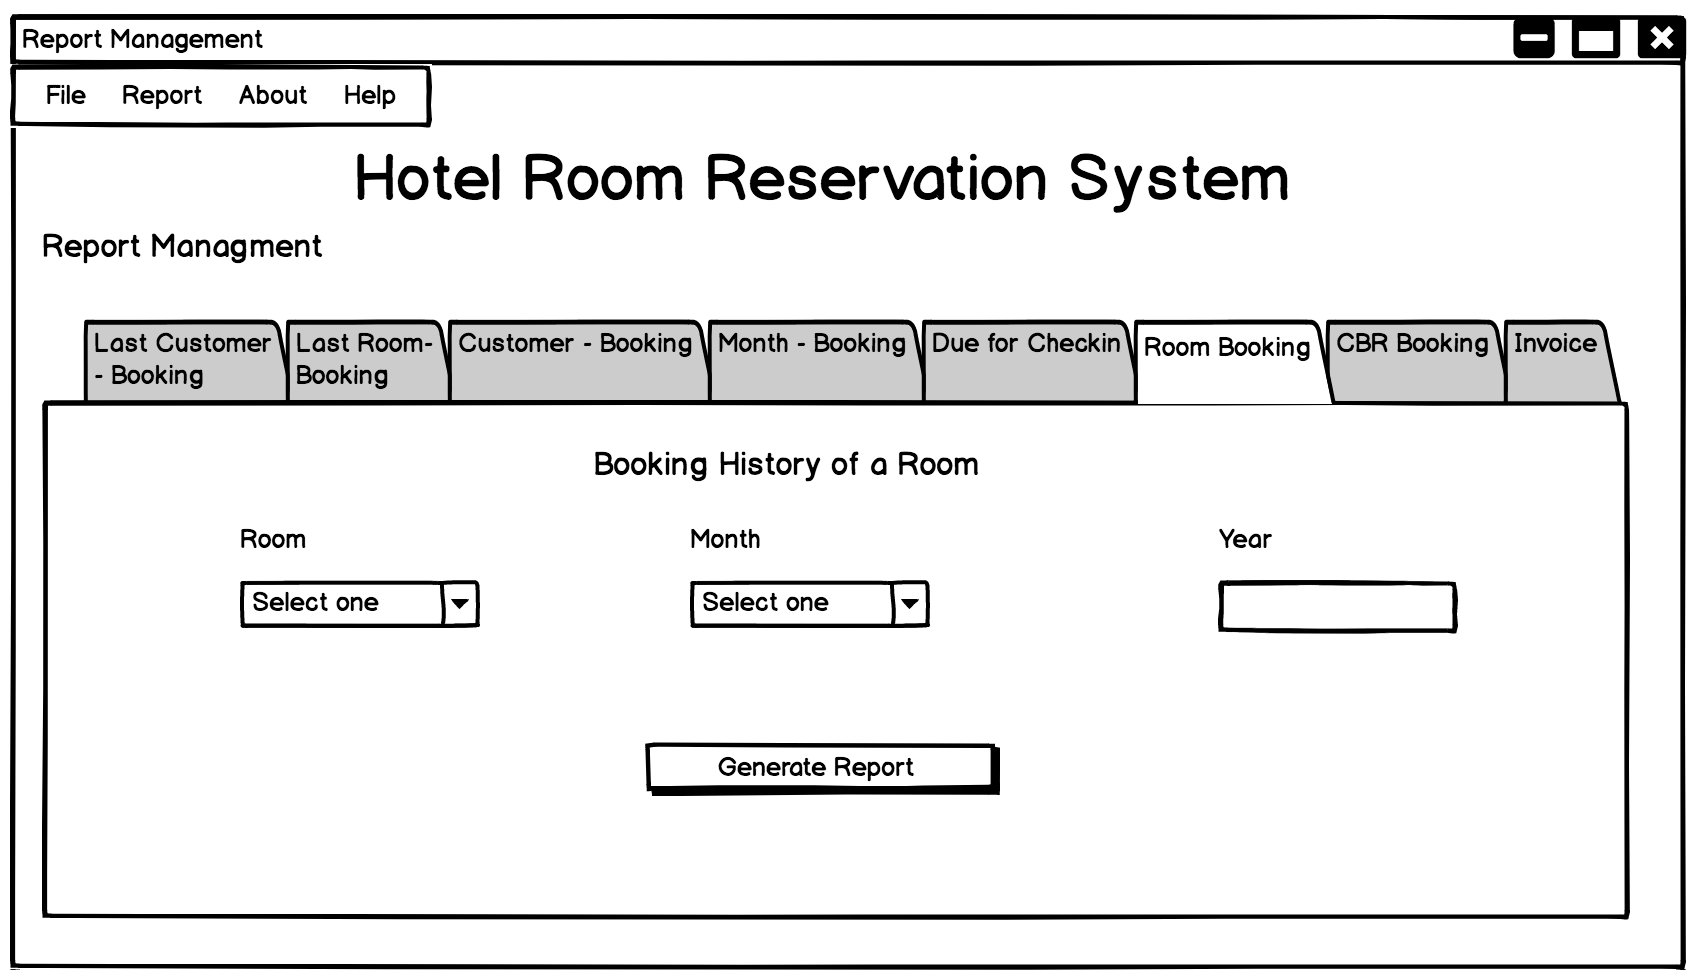 Report Management
File Report About Help
Hotel Room Reservation System
Report Managment
Last Customer
- Booking
Last Room-
Booking
Customer - Booking
Month - Booking
Due for Checkin
Room Booking
CBR Booking
Invoice
Booking History of a Room
Room Month Year
Select one Select one
Generate Report